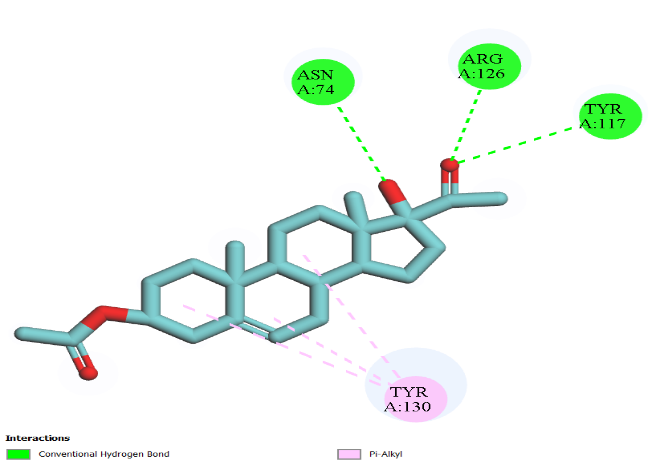 ASN
A:74
ARG
A:126
TYR
A:117
TYR
A:130
Interactions
Conventional Hydrogen Bond
Pi-Alkyl